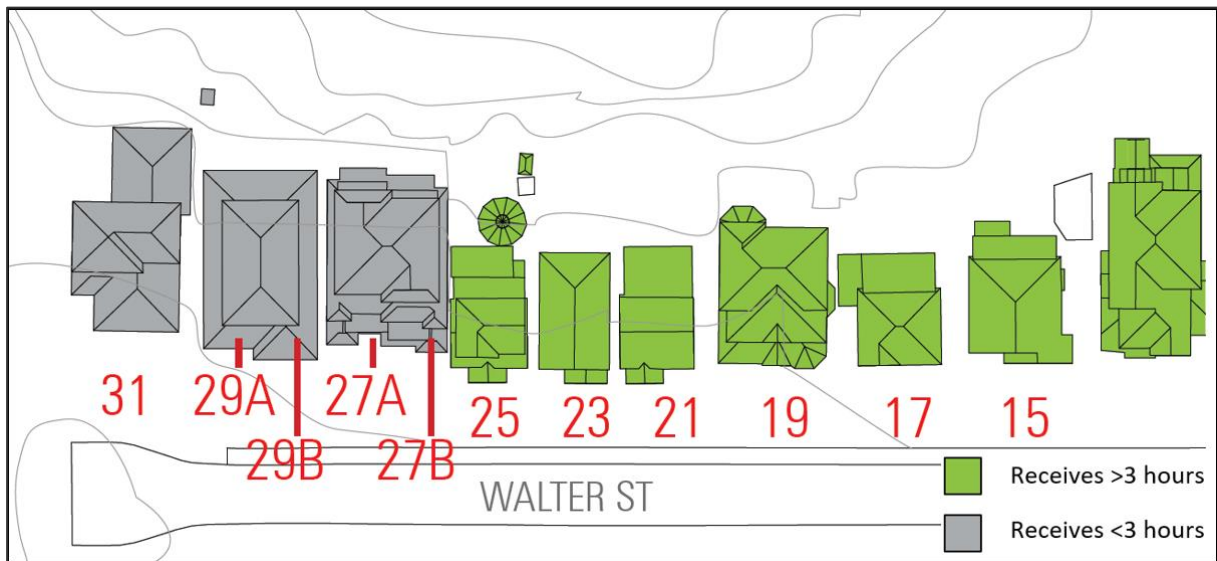 31
29A
29B
27A
27B
25
23
21
19
17
15
WALTER ST
Receives >3 hours
Receives <3 hours